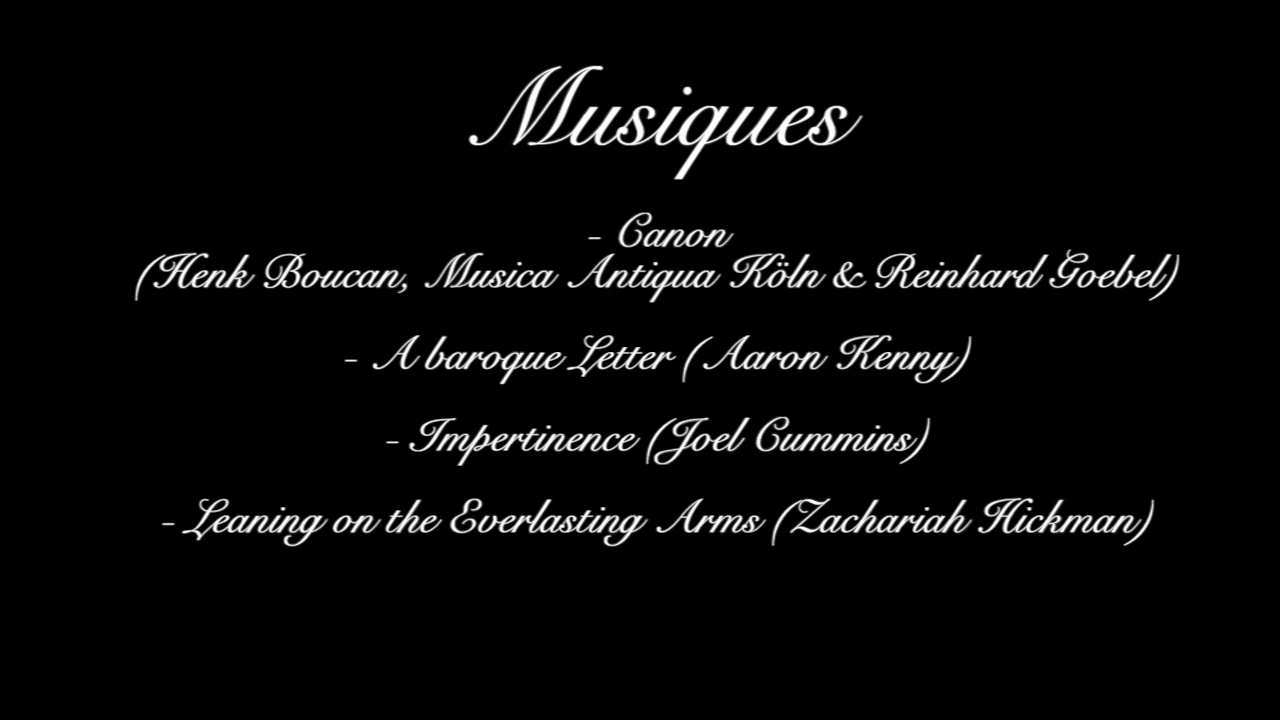 Musiques
- Canon
(Henk Boucan, Musica Antiqua Köln & Reinhard Goebel)
- A baroque Letter (Aaron Kenny)
- Impertinence (Joel Cummins)
- Leaning on the Everlasting Arms (Zachariah Hickman)